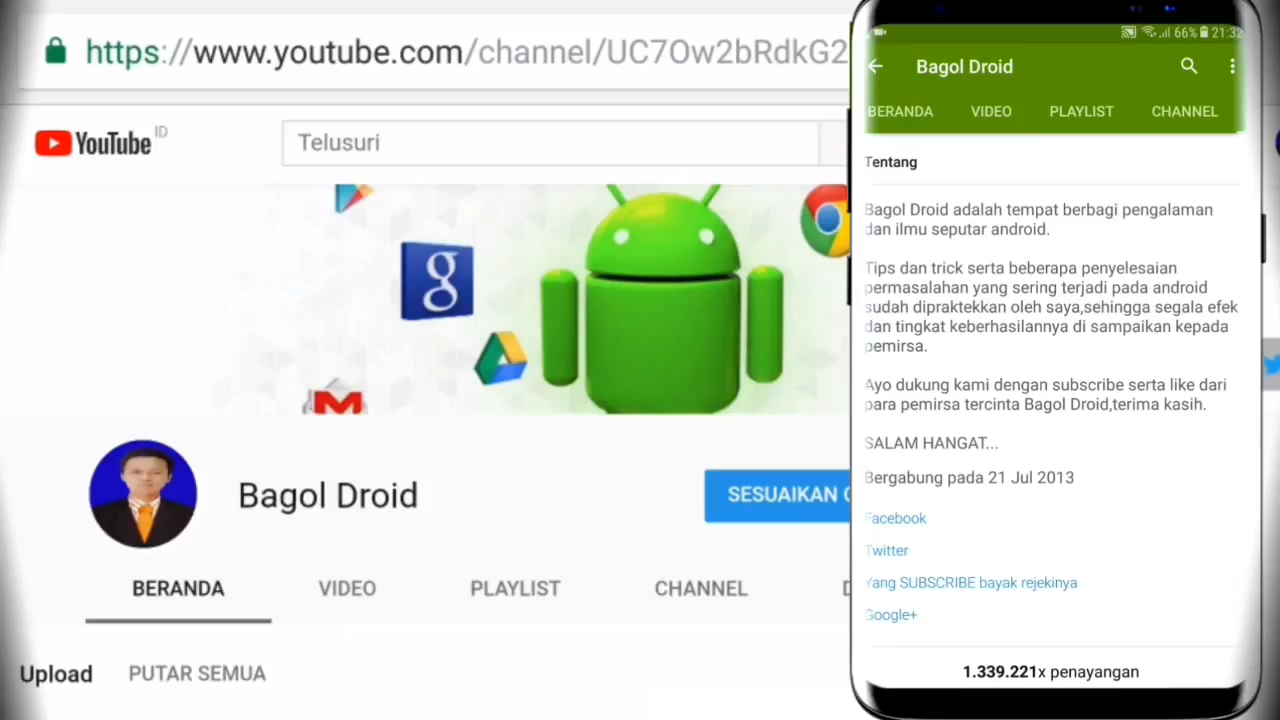 https://www.youtube.com/channel/UC7Ow2bRdkG2
YouTube ID
Telusuri
Bagol Droid
SESUAIKAN
BERANDA VIDEO PLAYLIST CHANNEL
Upload PUTAR SEMUA
66% 21:32
Bagol Droid
BERANDA VIDEO PLAYLIST CHANNEL
Tentang
Bagol Droid adalah tempat berbagi pengalaman
dan ilmu seputar android.
Tips dan trick serta beberapa penyelesaian
permasalahan yang sering terjadi pada android
sudah dipraktekkan oleh saya,sehingga segala efek
dan tingkat keberhasilannya di sampaikan kepada
pemirsa.
Ayo dukung kami dengan subscribe serta like dari
para pemirsa tercinta Bagol Droid,terima kasih.
SALAM HANGAT...
Bergabung pada 21 Jul 2013
Facebook
Twitter
Yang SUBSCRIBE bayak rejekinya
Google+
1.339.221x penayangan